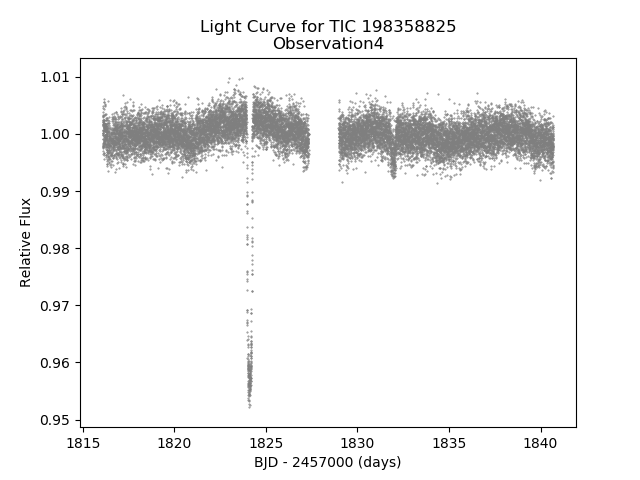 Light Curve for TIC 198358825
Observation4
1.01
1.00
0.99
0.98
0.97
0.96
0.95
Relative Flux
1815 1820 1825 1830 1835 1840
BJD - 2457000 (days)